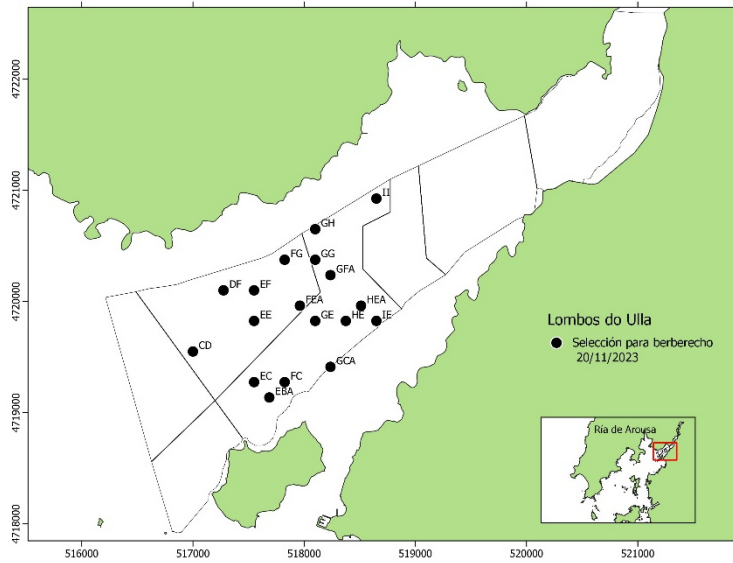 4722000
4721000
4720000
4719000
4718000
II
GH
FG
GG
GFA
DF
EF
FEA
HEA
EE
GE
HE
IE
CD
GCA
EC
FC
EBA
Lombos do Ulla
Selección para berberecho
20/11/2023
Ría de Arousa
516000
517000
518000
519000
520000
521000